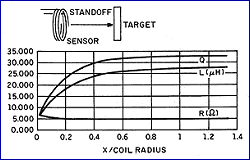 STANDOFF
TARGET
SENSOR
35.000
30.000
25.000
20.000
15.000
10.000
5.000
0.000
Q
L(μH)
R(Ω)
0 0.2 0.4 0.6 0.8 1.0 1.2 1.4
X/COIL RADIUS